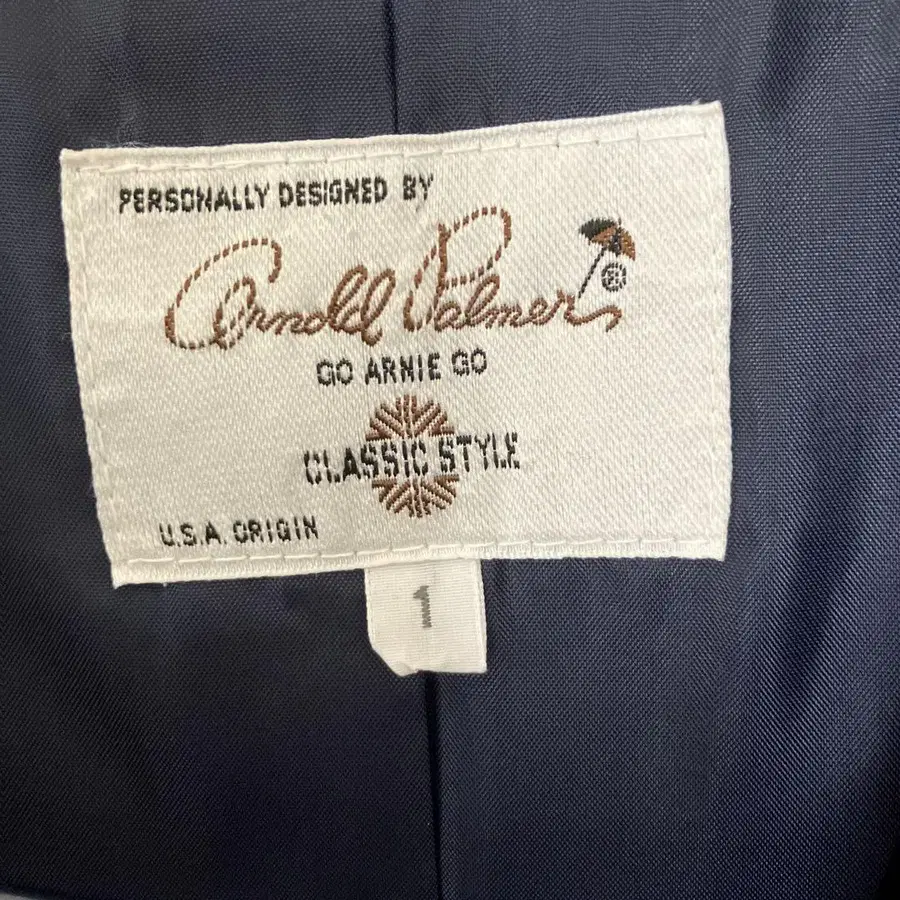 PERSONALLY DESIGNED BY
Arnold Palmer ®
GO ARNIE GO
CLASSIC STYLE
U.S.A. ORIGIN
1